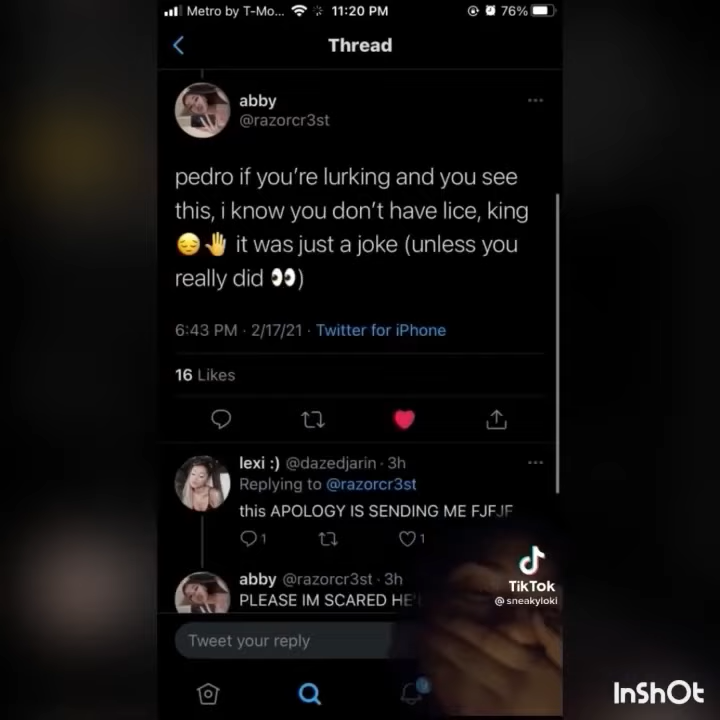 Metro by T-Mo... 11:20 PM 76%
Thread
abby
@razorcr3st
pedro if you're lurking and you see
this, i know you don't have lice, king
😔🤚 it was just a joke (unless you
really did 👀)
6:43 PM · 2/17/21 · Twitter for iPhone
16 Likes
lexi :) @dazedjarin · 3h
Replying to @razorcr3st
this APOLOGY IS SENDING ME FJFJF
1 1
abby @razorcr3st · 3h
PLEASE IM SCARED
Tweet your reply
TikTok
@sneakyloki
InShOt